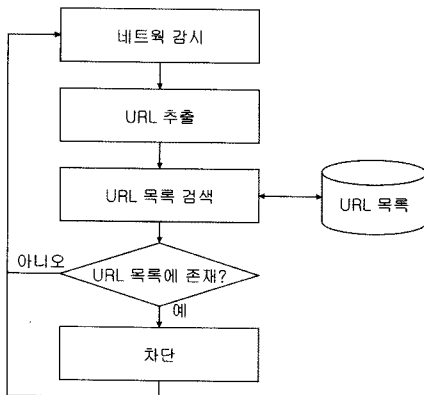 네트웍 감시
URL 추출
URL 목록 검색
URL 목록
아니오
URL 목록에 존재?
예
차단